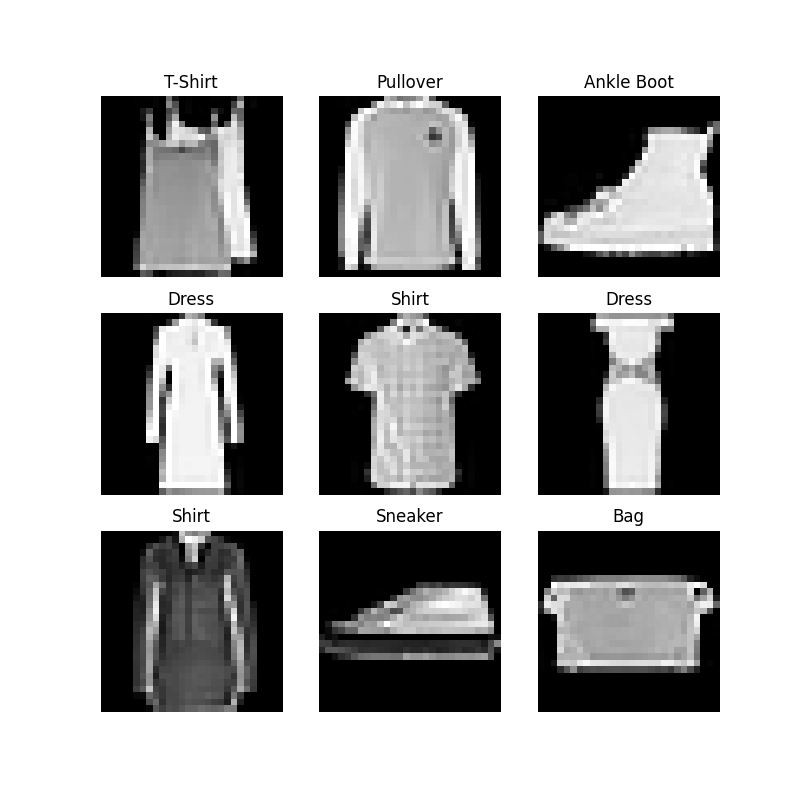 T-Shirt
Pullover
Ankle Boot
Dress
Shirt
Dress
Shirt
Sneaker
Bag